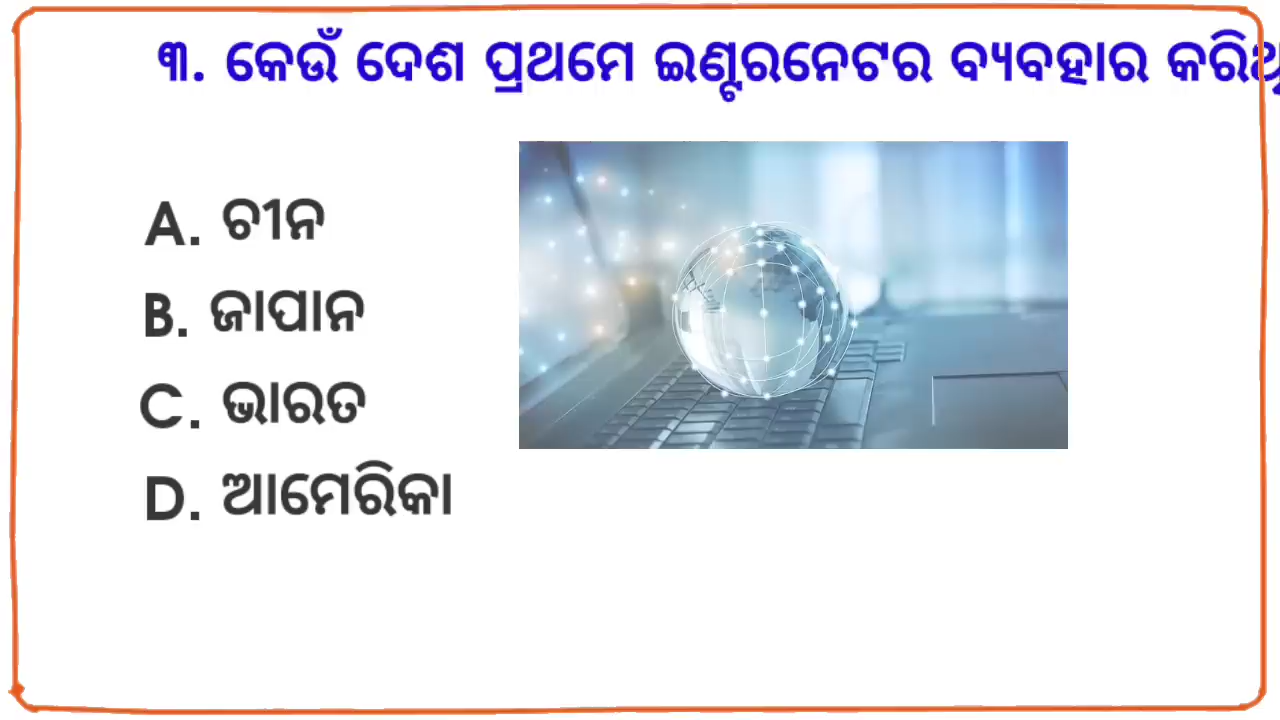 ୩. କେଉଁ ଦେଶ ପ୍ରଥମେ ଇଣ୍ଟରନେଟର ବ୍ୟବହାର
A. ଚୀନ
B. ଜାପାନ
C. ଭାରତ
D. ଆମେରିକା